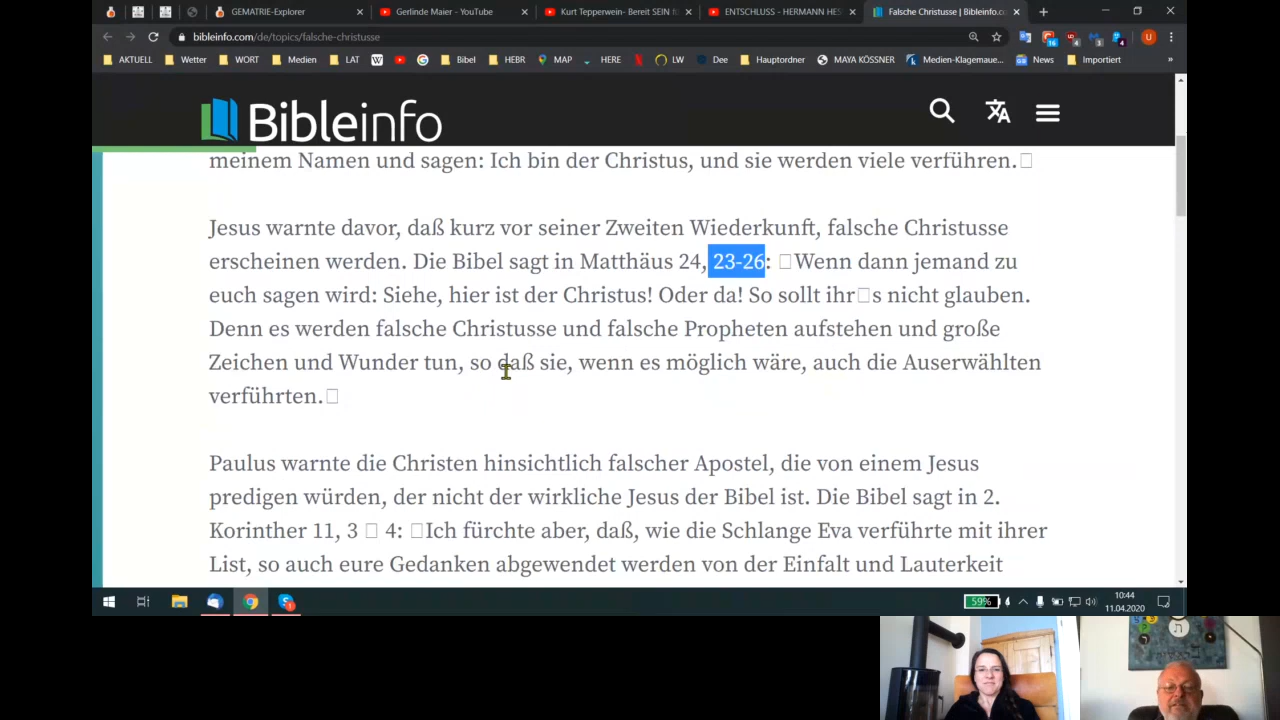 GEMATRIE-Explorer
Gerlinde Maier - YouTube
Kurt Tepperwein- Bereit SEIN fü
ENTSCHLUSS - HERMANN HES
Falsche Christusse | Bibleinfo.co
bibleinfo.com/de/topics/falsche-christusse
AKTUELL Wetter WORT Medien LAT Bibel HEBR MAP HERE LW Dee Hauptordner MAYA KÖSSNER Medien-Klagemaue... News Importiert »
Bibleinfo
meinem Namen und sagen: Ich bin der Christus, und sie werden viele verführen.
Jesus warnte davor, daß kurz vor seiner Zweiten Wiederkunft, falsche Christusse
erscheinen werden. Die Bibel sagt in Matthäus 24, 23-26: Wenn dann jemand zu
euch sagen wird: Siehe, hier ist der Christus! Oder da! So sollt ihr□s nicht glauben.
Denn es werden falsche Christusse und falsche Propheten aufstehen und große
Zeichen und Wunder tun, so daß sie, wenn es möglich wäre, auch die Auserwählten
verführten.
Paulus warnte die Christen hinsichtlich falscher Apostel, die von einem Jesus
predigen würden, der nicht der wirkliche Jesus der Bibel ist. Die Bibel sagt in 2.
Korinther 11, 3 □ 4: □Ich fürchte aber, daß, wie die Schlange Eva verführte mit ihrer
List, so auch eure Gedanken abgewendet werden von der Einfalt und Lauterkeit
59%
10:44
11.04.2020